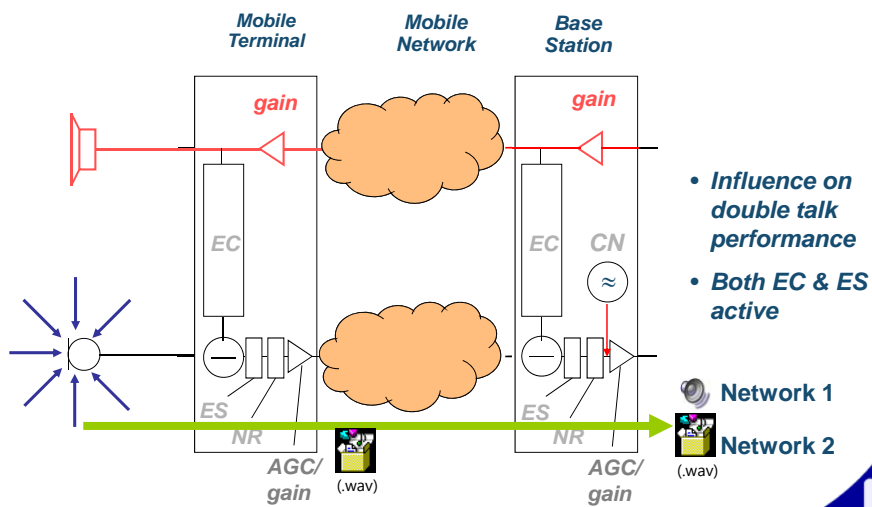 Mobile
Terminal
Mobile
Network
Base
Station
gain
gain
EC
EC
CN
≈
• Influence on
double talk
performance
• Both EC & ES
active
ES
NR
AGC/
gain
(.wav)
ES
NR
AGC/
gain
Network 1
Network 2
(.wav)